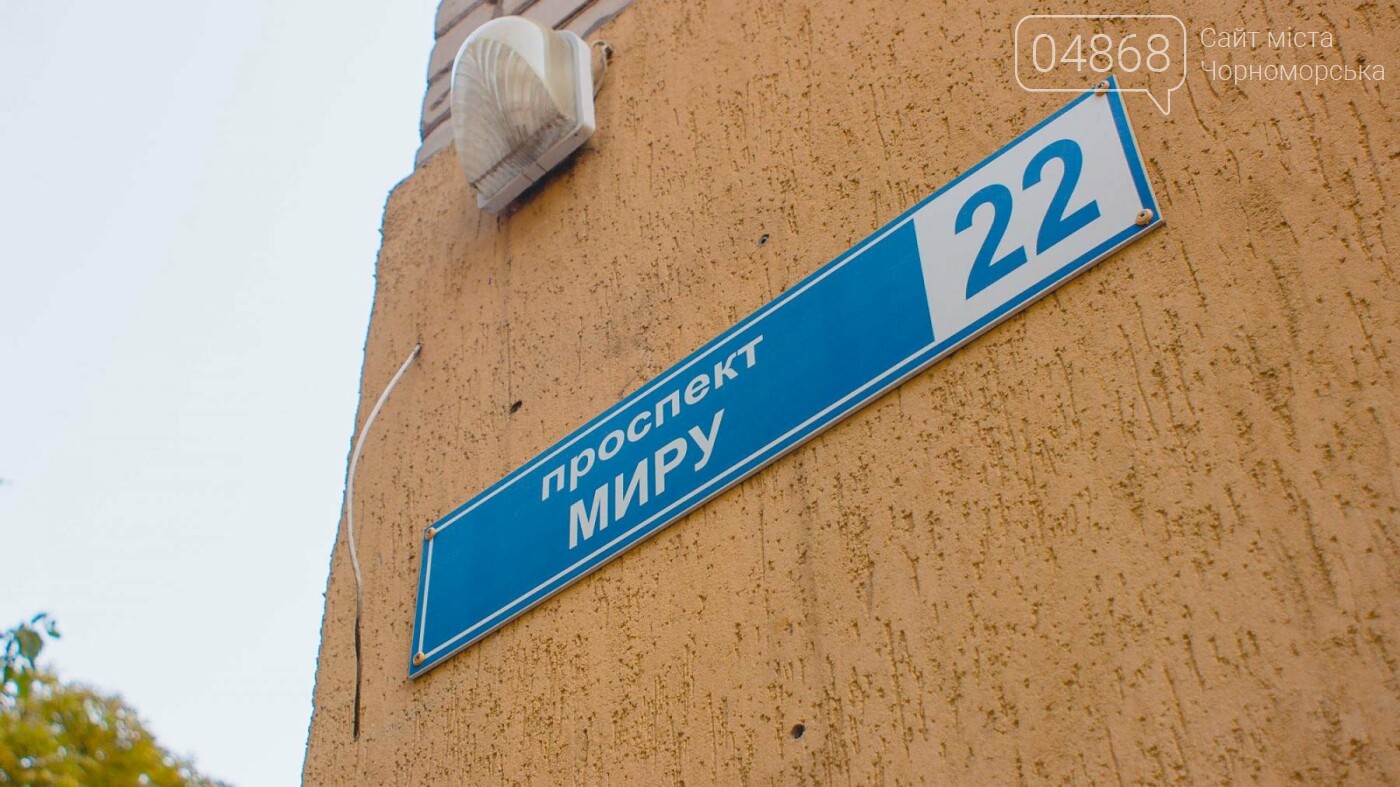 04868 Сайт міста
Чорноморська
22
проспект
МИРУ